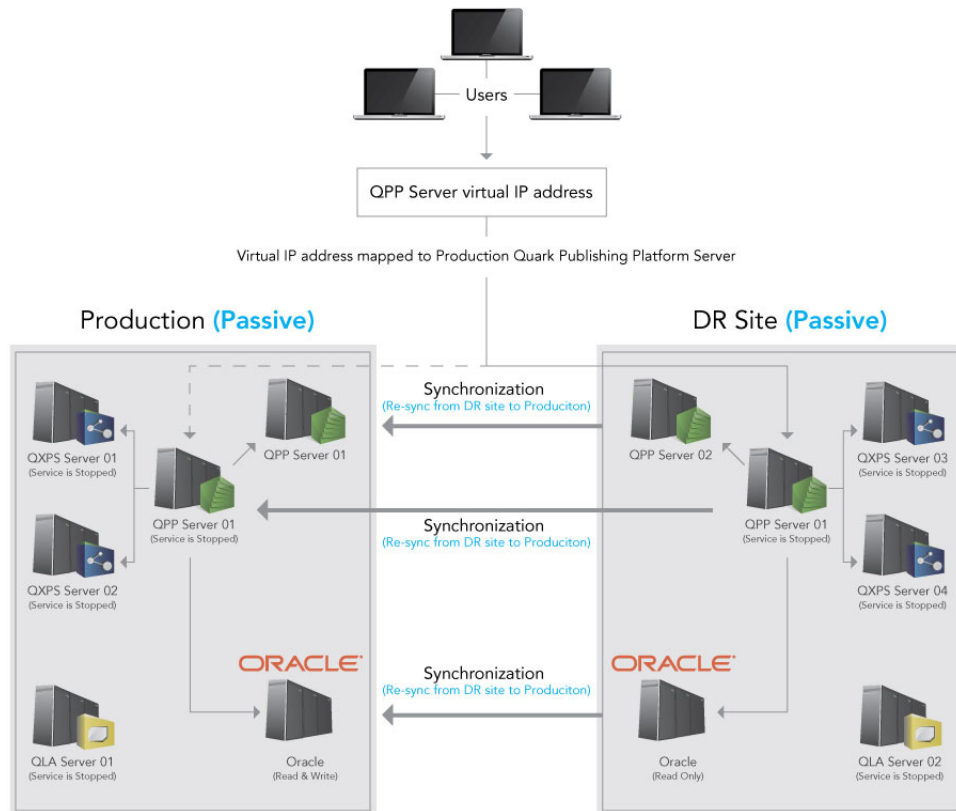 Users
QPP Server virtual IP address
Virtual IP address mapped to Production Quark Publishing Platform Server
Production (Passive)
QXPS Server 01
(Service is Stopped)
QPP Server 01
QPP Server 01
(Service is Stopped)
QXPS Server 02
(Service is Stopped)
ORACLE
QLA Server 01
(Service is Stopped)
Oracle
(Read & Write)
Synchronization
(Re-sync from DR site to Produciton)
Synchronization
(Re-sync from DR site to Produciton)
Synchronization
(Re-sync from DR site to Produciton)
DR Site (Passive)
QPP Server 02
QXPS Server 03
(Service is Stopped)
QPP Server 01
(Service is Stopped)
QXPS Server 04
(Service is Stopped)
ORACLE
Oracle
(Read Only)
QLA Server 02
(Service is Stopped)